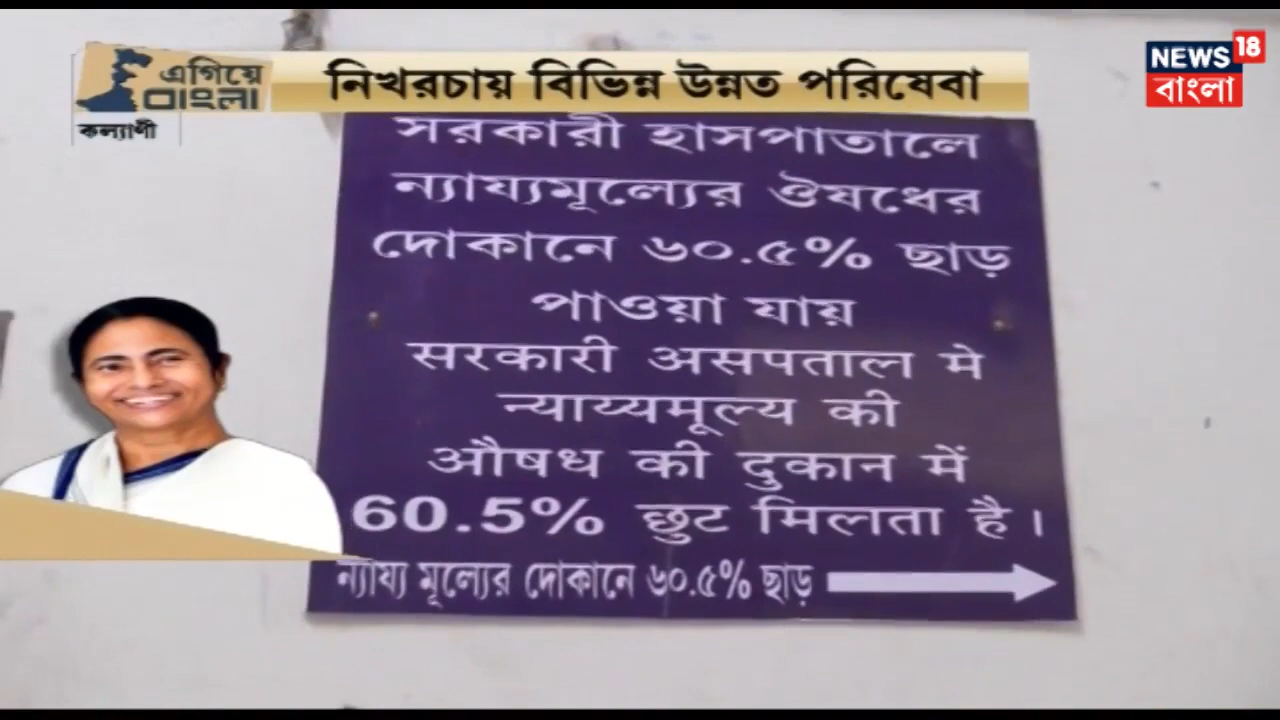 এগিয়ে
বাংলা
কল্যাণী
নিখরচায় বিভিন্ন উন্নত পরিষেবা
NEWS 18
বাংলা
সরকারী হাসপাতালে
ন্যায্যমূল্যের ঔষধের
দোকানে ৬০.৫% ছাড়
পাওয়া যায়
सरकारी असपताल मे
न्याय्यमूल्य की
औषध की दुकान में
60.5% छुट मिलता है।
ন্যায্য মূল্যের দোকানে ৬০.৫% ছাড়